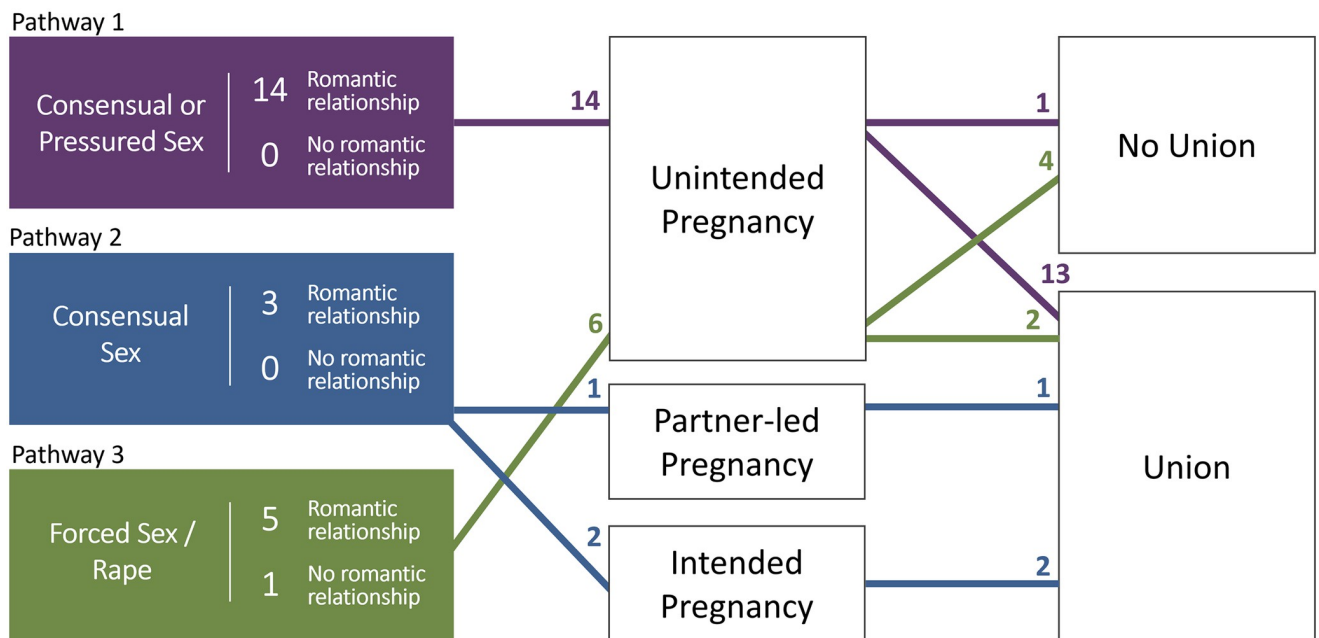 Pathway 1
Consensual or
Pressured Sex
14 Romantic
relationship
0 No romantic
relationship
Pathway 2
Consensual
Sex
3 Romantic
relationship
0 No romantic
relationship
Pathway 3
Forced Sex /
Rape
5 Romantic
relationship
1 No romantic
relationship
14
6
1
2
Unintended
Pregnancy
Partner-led
Pregnancy
Intended
Pregnancy
1
4
13
2
1
2
No Union
Union